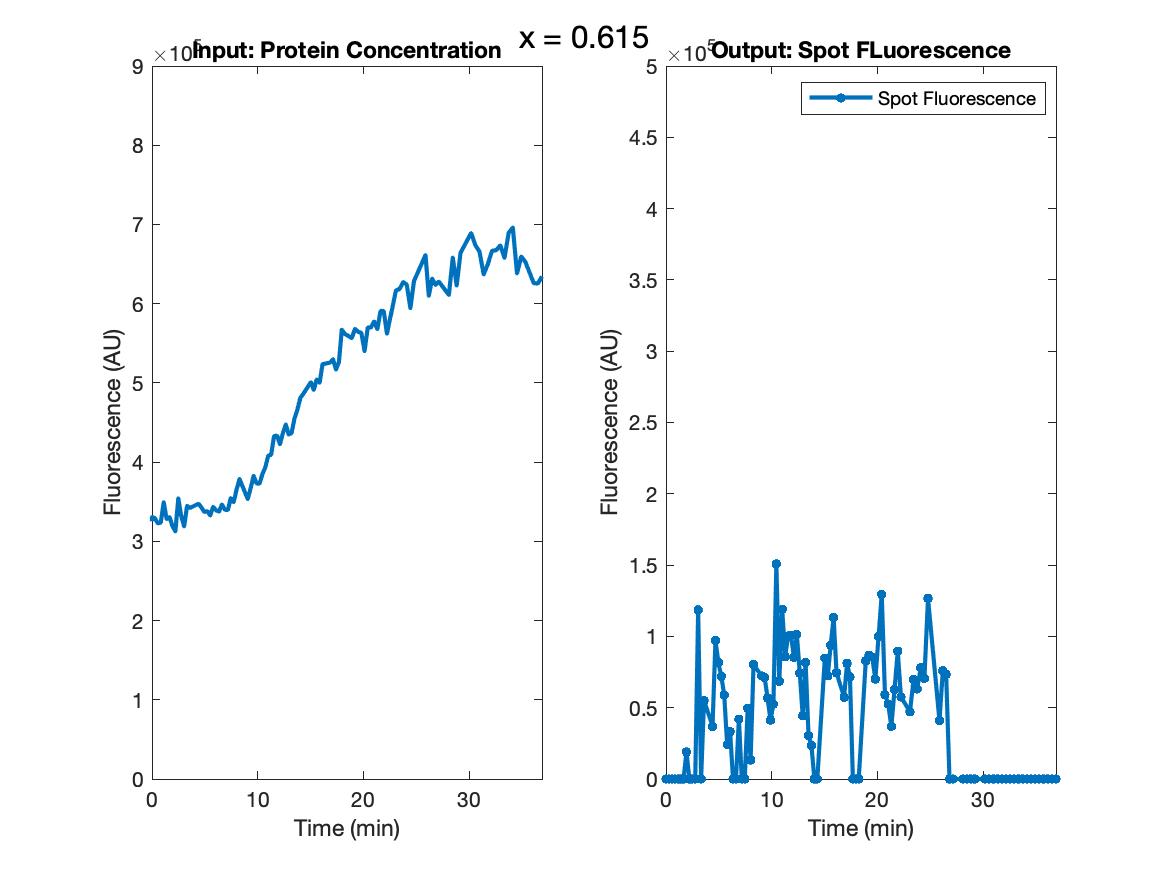 x = 0.615
×10⁵
Input: Protein Concentration
9
8
7
6
5
4
3
2
1
0
Fluorescence (AU)
0 10 20 30
Time (min)
×10⁵
Output: Spot FLuorescence
Spot Fluorescence
5
4.5
4
3.5
3
2.5
2
1.5
1
0.5
0
Fluorescence (AU)
0 10 20 30
Time (min)